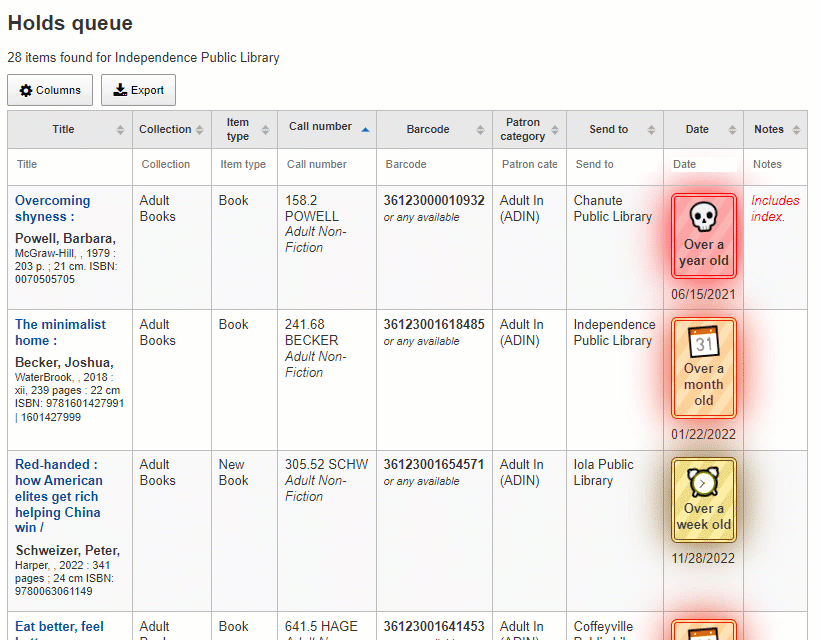 Holds queue
28 items found for Independence Public Library
Columns
Export
Title
Collection
Item
type
Call number
Barcode
Patron
category
Send to
Date
Notes
Title
Collection
Item type
Call number
Barcode
Patron cate
Send to
Date
Notes
Overcoming
shyness :
Powell, Barbara,
McGraw-Hill, , 1979 :
203 p. ; 21 cm. ISBN:
0070505705
Adult
Books
Book
158.2
POWELL
Adult Non-
Fiction
36123000010932
or any available
Adult In
(ADIN)
Chanute
Public Library
Over a
year old
06/15/2021
Includes
index.
The minimalist
home :
Becker, Joshua,
WaterBrook, , 2018 :
xii, 239 pages : 22 cm
ISBN: 9781601427991
| 1601427999
Adult
Books
Book
241.68
BECKER
Adult Non-
Fiction
36123001618485
or any available
Adult In
(ADIN)
Independence
Public Library
31
Over a
month
old
01/22/2022
Red-handed :
how American
elites get rich
helping China
win /
Schweizer, Peter,
Harper, , 2022 : 341
pages ; 24 cm ISBN:
9780063061149
Adult
Books
New
Book
305.52 SCHW
Adult Non-
Fiction
36123001654571
or any available
Adult In
(ADIN)
Iola Public
Library
Over a
week old
11/28/2022
Eat better, feel
Adult
Book
641.5 HAGE
36123001641453
Adult In
Coffeyville